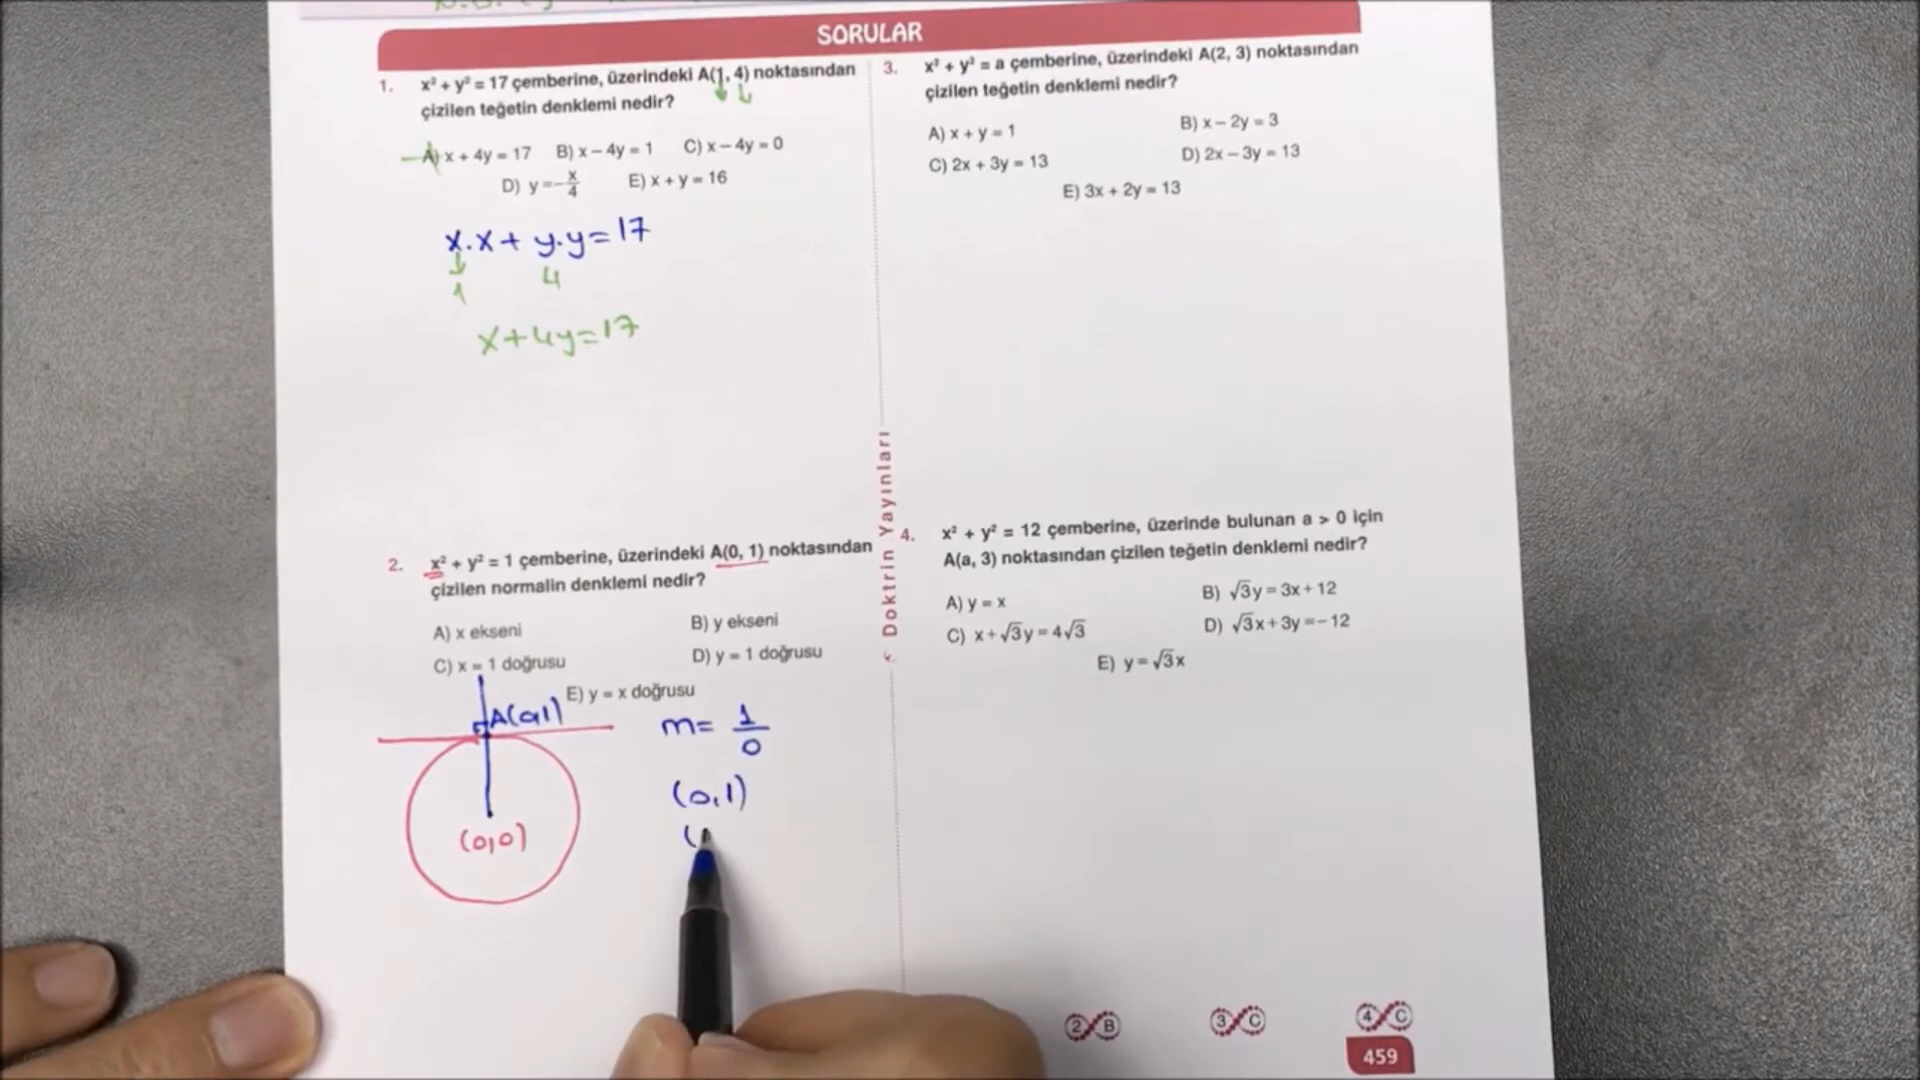 SORULAR
1. x² + y² = 17 çemberine, üzerindeki A(1, 4) noktasından
çizilen teğetin denklemi nedir?
A) x + 4y = 17 B) x – 4y = 1 C) x – 4y = 0
D) y = –x/4 E) x + y = 16
x.x + y.y = 17
1 4
x+4y=17
2. x² + y² = 1 çemberine, üzerindeki A(0, 1) noktasından
çizilen normalin denklemi nedir?
A) x ekseni B) y ekseni
C) x = 1 doğrusu D) y = 1 doğrusu
E) y = x doğrusu
A(0,1)
(0,0)
m= 1/0
(0,1)
(
Doktrin Yayınları
3. x² + y² = a çemberine, üzerindeki A(2, 3) noktasından
çizilen teğetin denklemi nedir?
A) x + y = 1 B) x – 2y = 3
C) 2x + 3y = 13 D) 2x – 3y = 13
E) 3x + 2y = 13
4. x² + y² = 12 çemberine, üzerinde bulunan a > 0 için
A(a, 3) noktasından çizilen teğetin denklemi nedir?
A) y = x B) √3y = 3x + 12
C) x + √3y = 4√3 D) √3x + 3y = – 12
E) y = √3x
2 B 3 C 4 C
459